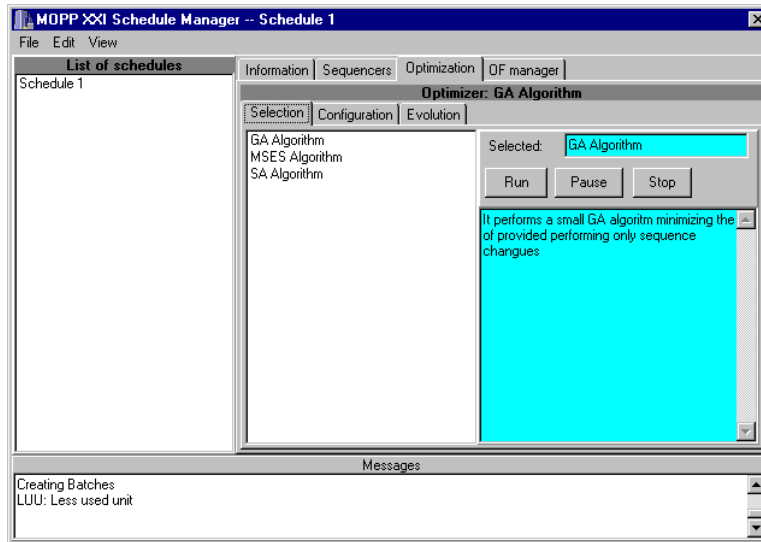 MOPP XXI Schedule Manager -- Schedule 1
File Edit View
List of schedules
Schedule 1
Information Sequencers Optimization OF manager
Optimizer: GA Algorithm
Selection Configuration Evolution
GA Algorithm
MSES Algorithm
SA Algorithm
Selected: GA Algorithm
Run Pause Stop
It performs a small GA algoritm minimizing the
of provided performing only sequence
changues
Messages
Creating Batches
LUU: Less used unit